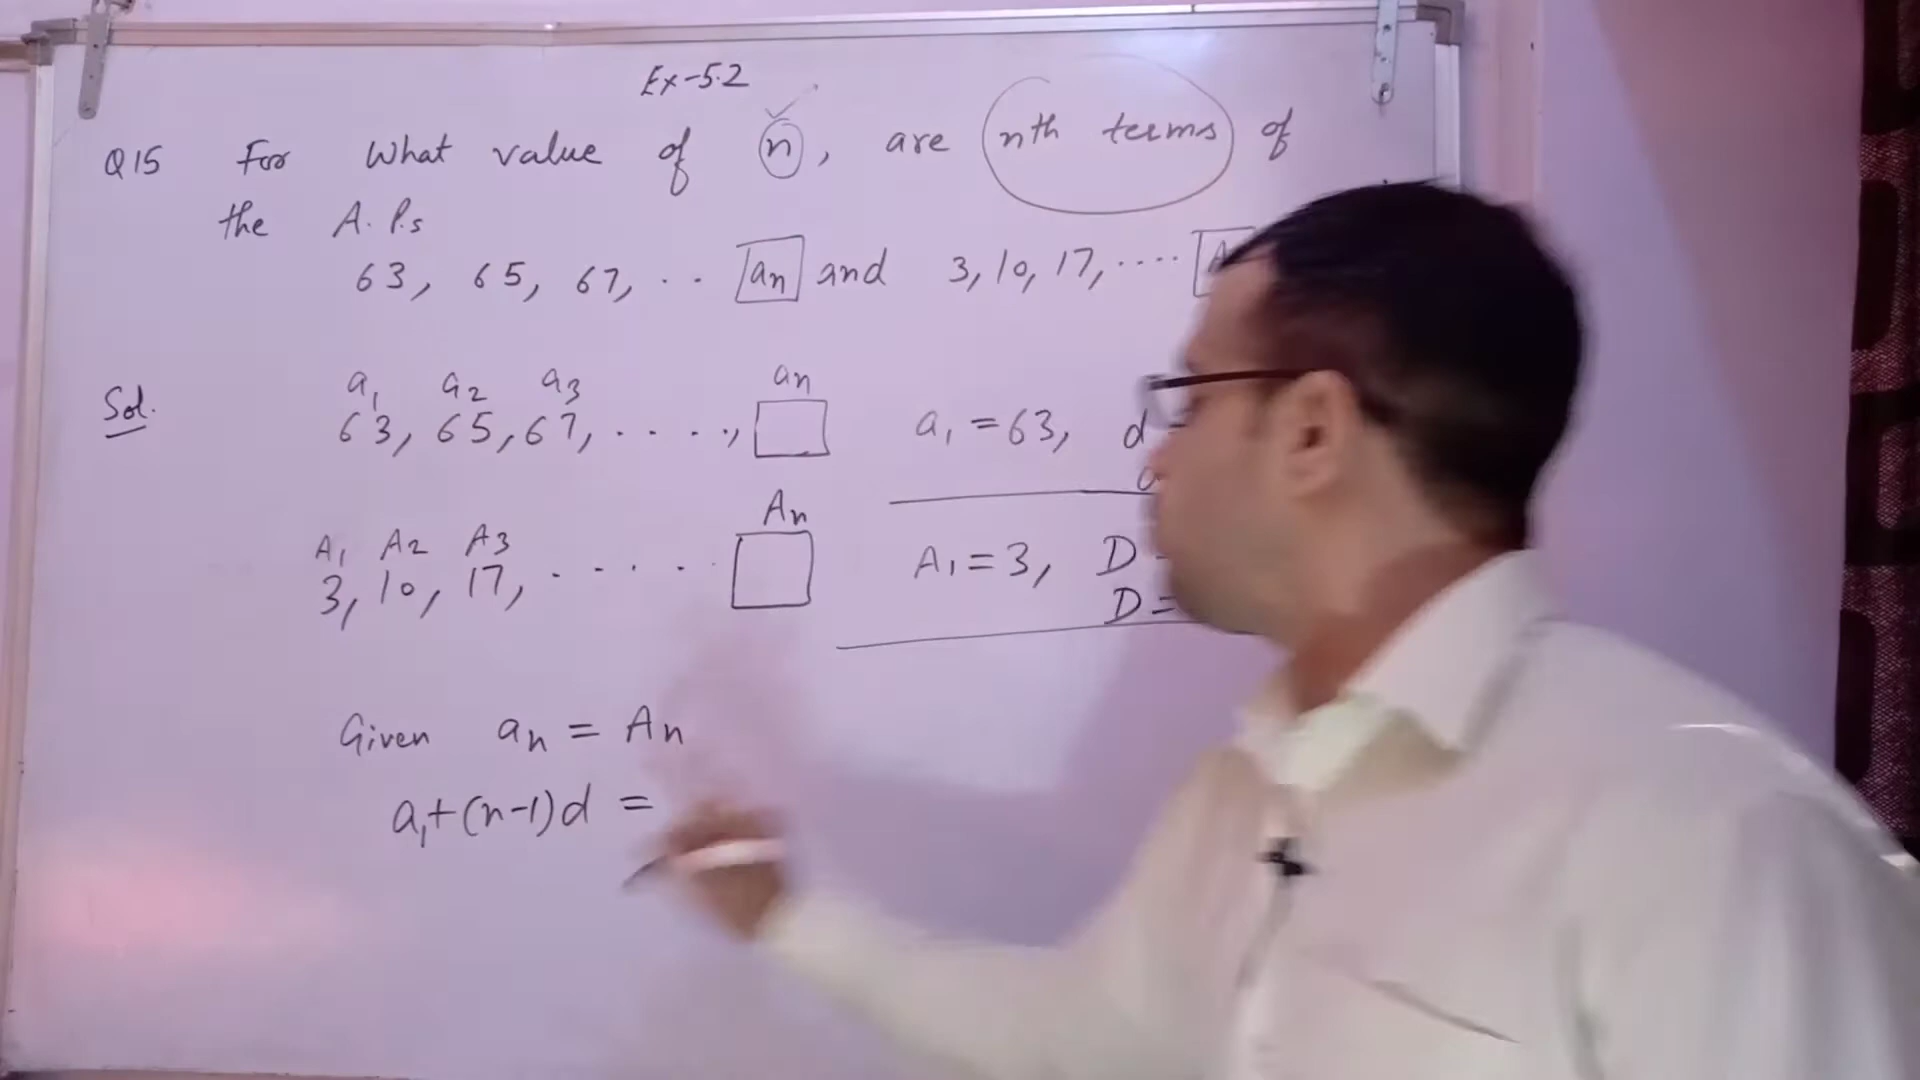 Ex-5.2
Q15 For What value of n, are nth terms of
the A.P.s
63, 65, 67, .. an and 3, 10, 17, ....
Sol.
a1 a2 a3 an
63, 65, 67, ....,
a1 = 63, d
An
A1 A2 A3
3, 10, 17, .....
A1 = 3, D =
D =
Given an = An
a1+(n-1)d =